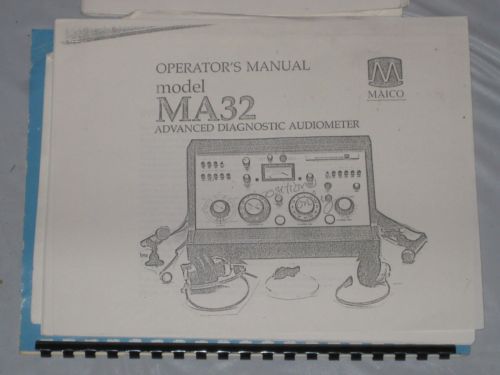 OPERATOR'S MANUAL
model
MA32
ADVANCED DIAGNOSTIC AUDIOMETER
MAICO